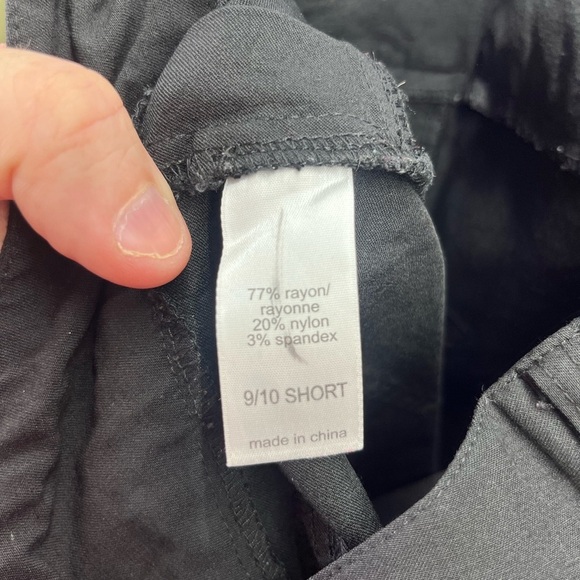 77% rayon/
rayonne
20% nylon
3% spandex
9/10 SHORT
made in china